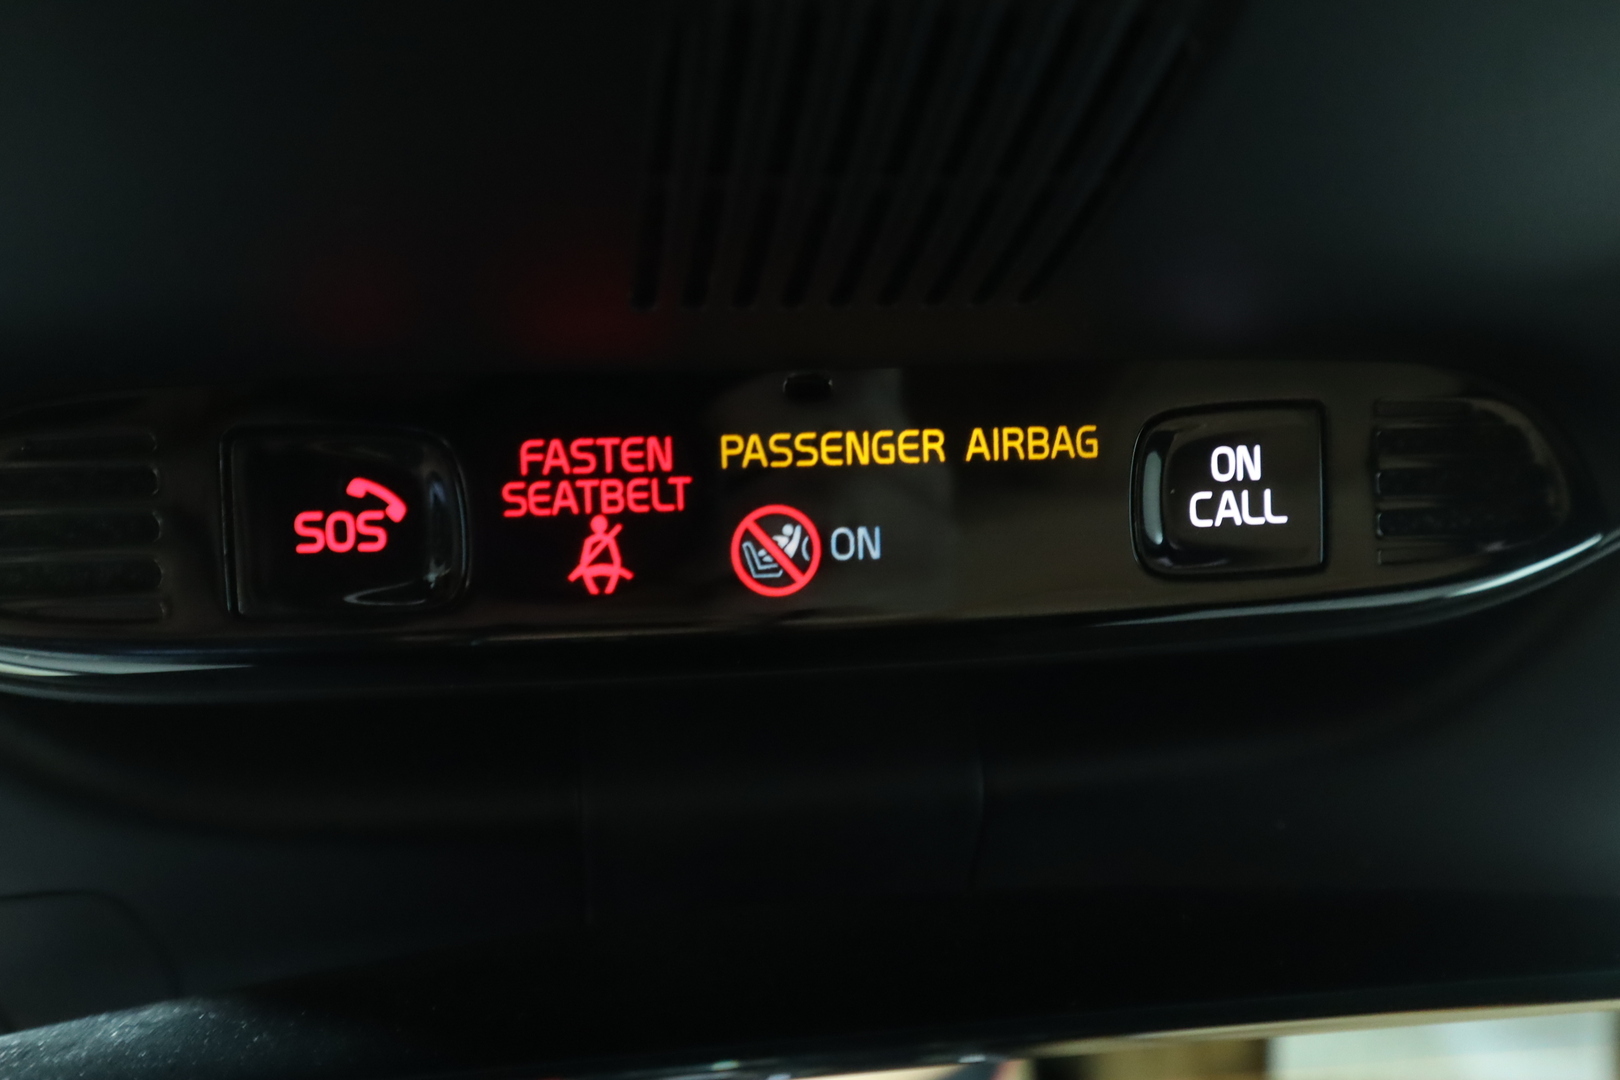 SOS
FASTEN
SEATBELT
PASSENGER AIRBAG
ON
ON
CALL